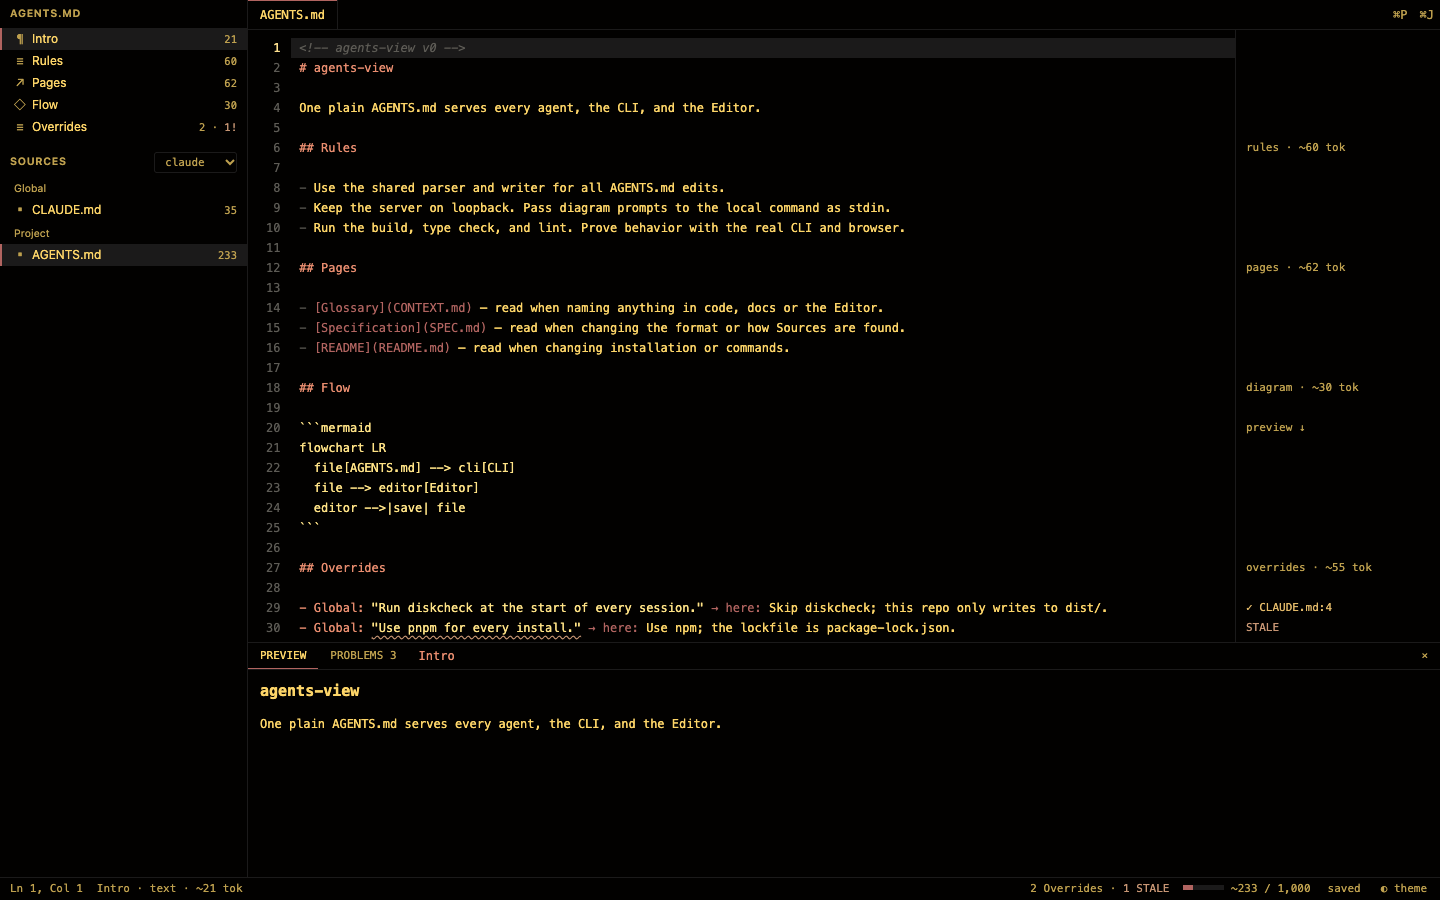 AGENTS.MD
¶ Intro 21
≡ Rules 60
↗ Pages 62
◇ Flow 30
≡ Overrides 2 · 1!
SOURCES claude
Global
▪ CLAUDE.md 35
Project
▪ AGENTS.md 233
AGENTS.md ⌘P ⌘J
1 <!-- agents-view v0 -->
2 # agents-view
3
4 One plain AGENTS.md serves every agent, the CLI, and the Editor.
5
6 ## Rules rules · ~60 tok
7
8 - Use the shared parser and writer for all AGENTS.md edits.
9 - Keep the server on loopback. Pass diagram prompts to the local command as stdin.
10 - Run the build, type check, and lint. Prove behavior with the real CLI and browser.
11
12 ## Pages pages · ~62 tok
13
14 - [Glossary](CONTEXT.md) — read when naming anything in code, docs or the Editor.
15 - [Specification](SPEC.md) — read when changing the format or how Sources are found.
16 - [README](README.md) — read when changing installation or commands.
17
18 ## Flow diagram · ~30 tok
19
20 ```mermaid preview ↓
21 flowchart LR
22 file[AGENTS.md] --> cli[CLI]
23 file --> editor[Editor]
24 editor -->|save| file
25 ```
26
27 ## Overrides overrides · ~55 tok
28
29 - Global: "Run diskcheck at the start of every session." → here: Skip diskcheck; this repo only writes to dist/. ✓ CLAUDE.md:4
30 - Global: "Use pnpm for every install." → here: Use npm; the lockfile is package-lock.json. STALE
PREVIEW PROBLEMS 3 Intro ×
agents-view
One plain AGENTS.md serves every agent, the CLI, and the Editor.
Ln 1, Col 1 Intro · text · ~21 tok 2 Overrides · 1 STALE ~233 / 1,000 saved ◐ theme